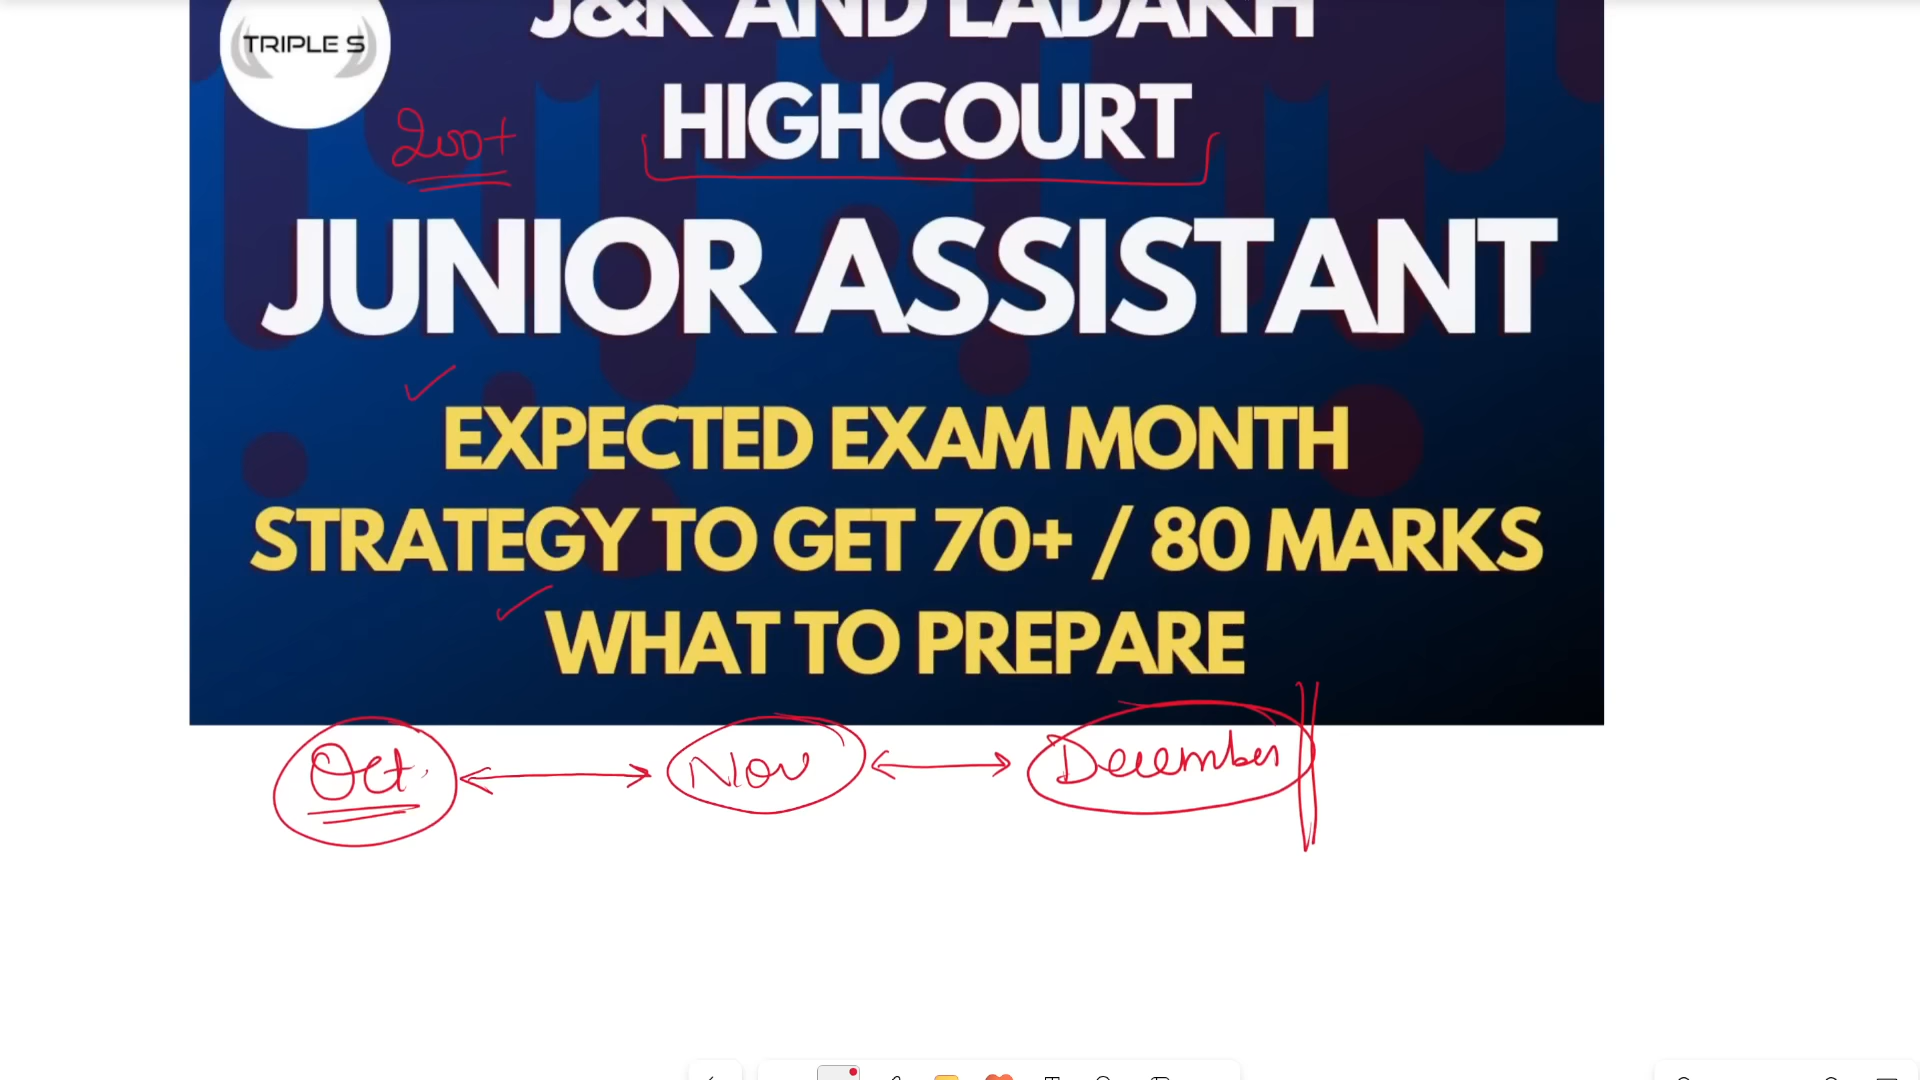 J&K AND LADAKH
TRIPLE S
HIGHCOURT
200+
JUNIOR ASSISTANT
EXPECTED EXAM MONTH
STRATEGY TO GET 70+ / 80 MARKS
WHAT TO PREPARE
Oct. Nov December